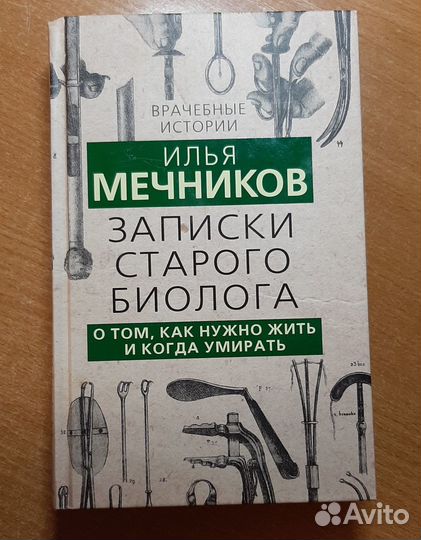 ВРАЧЕБНЫЕ
ИСТОРИИ
ИЛЬЯ
МЕЧНИКОВ
ЗАПИСКИ
СТАРОГО
БИОЛОГА
О ТОМ, КАК НУЖНО ЖИТЬ
И КОГДА УМИРАТЬ
Avito